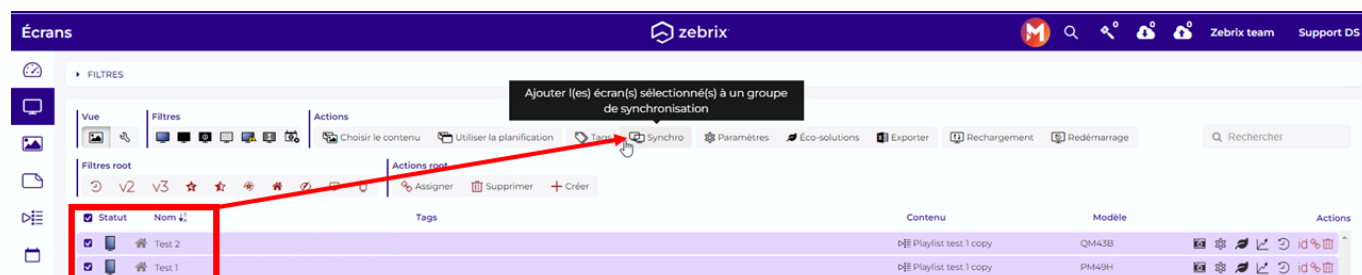 Écrans
zebrix
Zebrix team
Support DS
FILTRES
Ajouter l(es) écran(s) sélectionné(s) à un groupe
de synchronisation
Vue
Filtres
Actions
Choisir le contenu
Utiliser la planification
Tags
Synchro
Paramètres
Éco-solutions
Exporter
Rechargement
Redémarrage
Rechercher
Filtres root
Actions root
V2
V3
Assigner
Supprimer
Créer
Statut
Nom
Tags
Contenu
Modèle
Actions
Test 2
Playlist test 1 copy
QM43B
id
Test 1
Playlist test 1 copy
PM49H
id